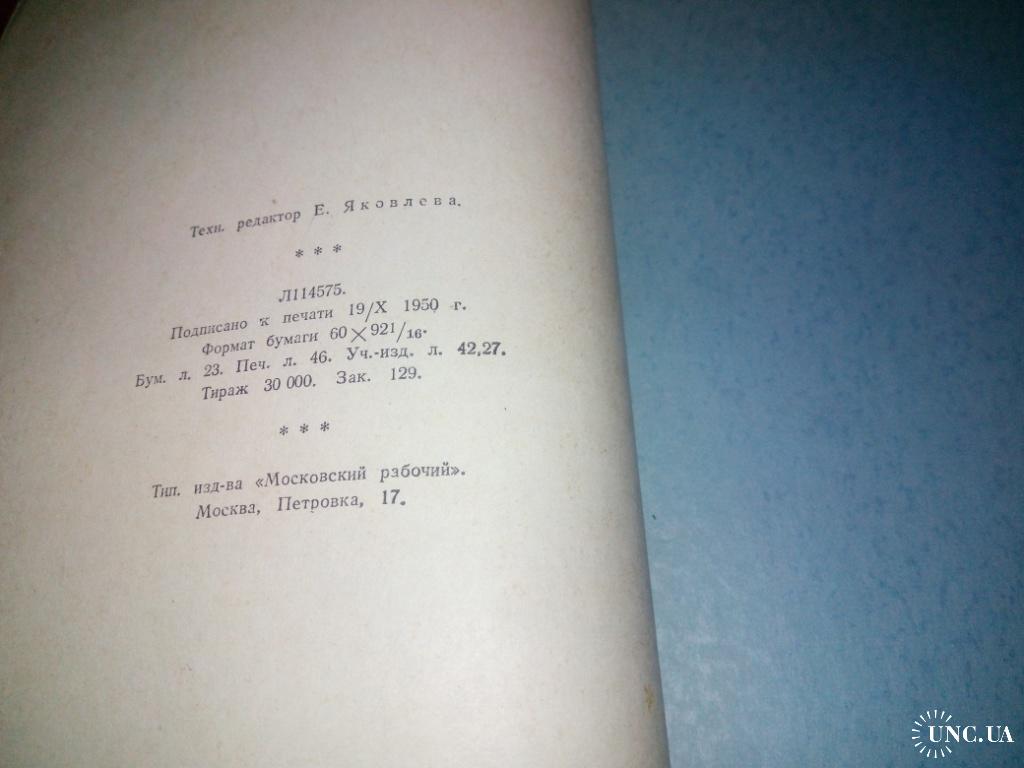 Техн. редактор Е. Яковлева.
* * *
Л114575.
Подписано к печати 19/X 1950 г.
Формат бумаги 60×921/16.
Бум. л. 23. Печ. л. 46. Уч.-изд. л. 42,27.
Тираж 30 000. Зак. 129.
* * *
Тип. изд-ва «Московский рабочий».
Москва, Петровка, 17.
UNC.UA